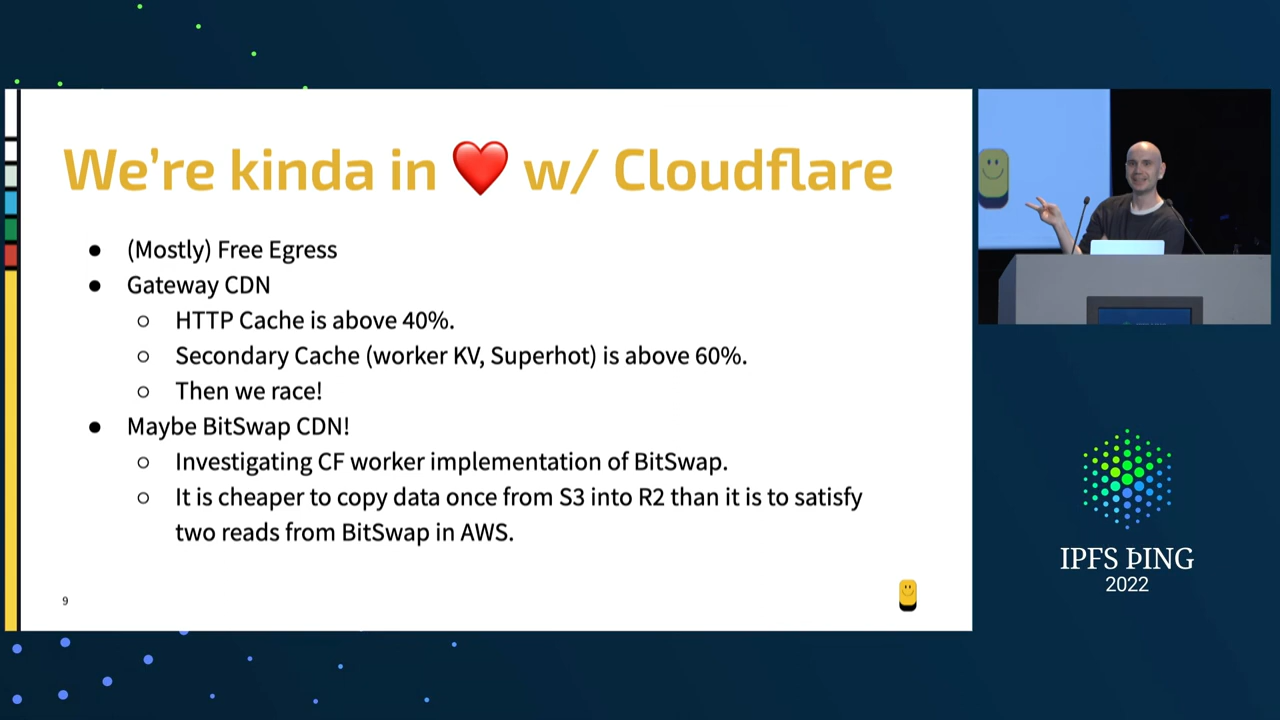 We're kinda in ❤️ w/ Cloudflare
● (Mostly) Free Egress
● Gateway CDN
○ HTTP Cache is above 40%.
○ Secondary Cache (worker KV, Superhot) is above 60%.
○ Then we race!
● Maybe BitSwap CDN!
○ Investigating CF worker implementation of BitSwap.
○ It is cheaper to copy data once from S3 into R2 than it is to satisfy
two reads from BitSwap in AWS.
9
IPFS ÞING
2022